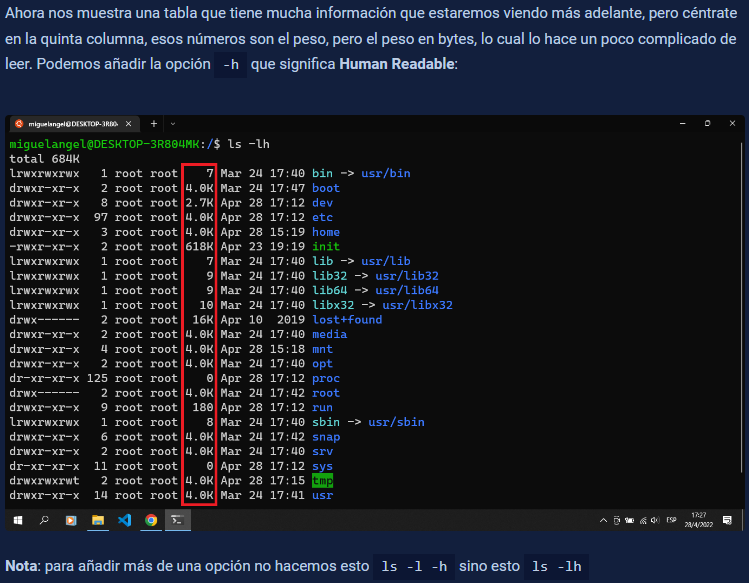 Ahora nos muestra una tabla que tiene mucha información que estaremos viendo más adelante, pero céntrate
en la quinta columna, esos números son el peso, pero el peso en bytes, lo cual lo hace un poco complicado de
leer. Podemos añadir la opción -h que significa Human Readable:
miguelangel@DESKTOP-3R80
miguelangel@DESKTOP-3R804MK:/$ ls -lh
total 684K
lrwxrwxrwx 1 root root 7 Mar 24 17:40 bin -> usr/bin
drwxr-xr-x 2 root root 4.0K Mar 24 17:47 boot
drwxr-xr-x 8 root root 2.7K Apr 28 17:12 dev
drwxr-xr-x 97 root root 4.0K Apr 28 17:12 etc
drwxr-xr-x 3 root root 4.0K Apr 28 15:19 home
-rwxr-xr-x 2 root root 618K Apr 23 19:19 init
lrwxrwxrwx 1 root root 7 Mar 24 17:40 lib -> usr/lib
lrwxrwxrwx 1 root root 9 Mar 24 17:40 lib32 -> usr/lib32
lrwxrwxrwx 1 root root 9 Mar 24 17:40 lib64 -> usr/lib64
lrwxrwxrwx 1 root root 10 Mar 24 17:40 libx32 -> usr/libx32
drwx------ 2 root root 16K Apr 10 2019 lost+found
drwxr-xr-x 2 root root 4.0K Mar 24 17:40 media
drwxr-xr-x 4 root root 4.0K Apr 28 15:18 mnt
drwxr-xr-x 2 root root 4.0K Mar 24 17:40 opt
dr-xr-xr-x 125 root root 0 Apr 28 17:12 proc
drwx------ 2 root root 4.0K Mar 24 17:42 root
drwxr-xr-x 9 root root 180 Apr 28 17:12 run
lrwxrwxrwx 1 root root 8 Mar 24 17:40 sbin -> usr/sbin
drwxr-xr-x 6 root root 4.0K Mar 24 17:42 snap
drwxr-xr-x 2 root root 4.0K Mar 24 17:40 srv
dr-xr-xr-x 11 root root 0 Apr 28 17:12 sys
drwxrwxrwt 2 root root 4.0K Apr 28 17:15 tmp
drwxr-xr-x 14 root root 4.0K Mar 24 17:41 usr
ESP
17:27
28/4/2022
Nota: para añadir más de una opción no hacemos esto ls -l -h sino esto ls -lh